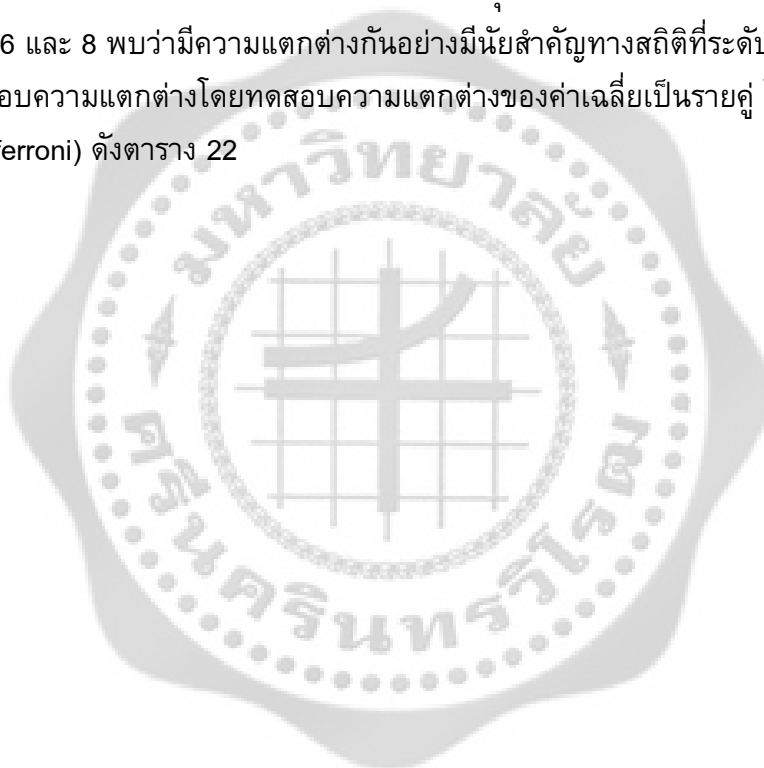 6 และ 8 พบว่ามีความแตกต่างกันอย่างมีนัยสำคัญทางสถิติที่ระดับ
อบความแตกต่างโดยทดสอบความแตกต่างของค่าเฉลี่ยเป็นรายคู่
ferroni) ดังตาราง 22
มหาวิทยาลัย
ศรีนครินทรวิโรฒ